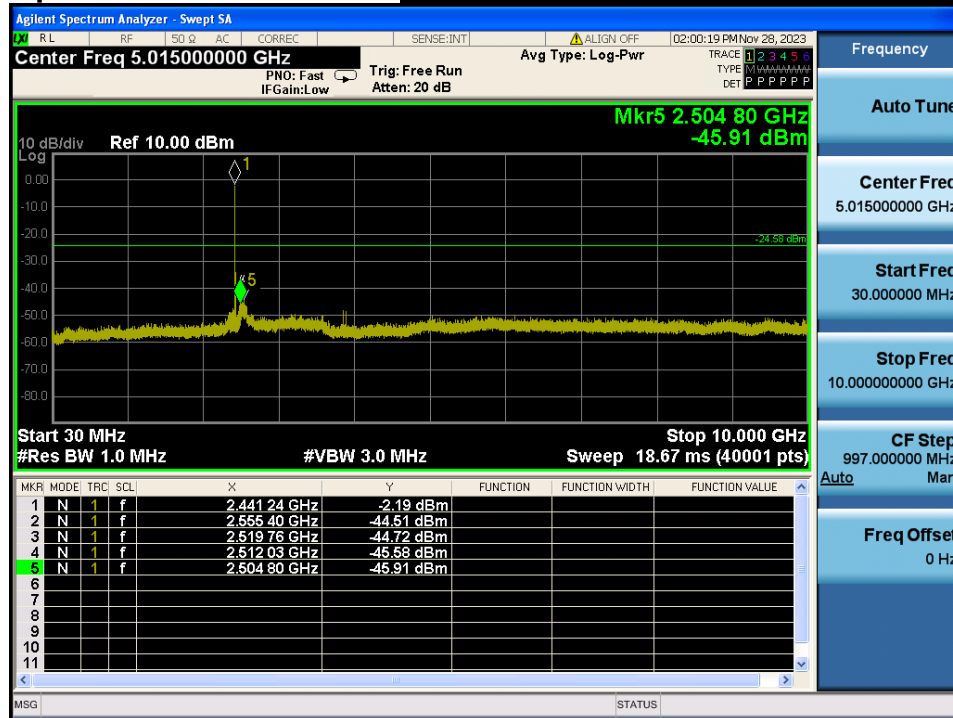 Agilent Spectrum Analyzer - Swept SA
LXI RL RF 50 Ω AC CORREC SENSE:INT ALIGN OFF 02:00:19 PM Nov 28, 2023
Center Freq 5.015000000 GHz
PNO: Fast
IFGain:Low
Trig: Free Run
Atten: 20 dB
Avg Type: Log-Pwr
TRACE 1 2 3 4 5 6
TYPE M WWWWW
DET P P P P P P
Mkr5 2.504 80 GHz
-45.91 dBm
10 dB/div Ref 10.00 dBm
Log
0.00
-10.0
-20.0
-30.0
-40.0
-50.0
-60.0
-70.0
-80.0
1
5
-24.58 dBm
Start 30 MHz Stop 10.000 GHz
#Res BW 1.0 MHz #VBW 3.0 MHz Sweep 18.67 ms (40001 pts)
MKR MODE TRC SCL X Y FUNCTION FUNCTION WIDTH FUNCTION VALUE
1 N 1 f 2.441 24 GHz -2.19 dBm
2 N 1 f 2.555 40 GHz -44.51 dBm
3 N 1 f 2.519 76 GHz -44.72 dBm
4 N 1 f 2.512 03 GHz -45.58 dBm
5 N 1 f 2.504 80 GHz -45.91 dBm
6
7
8
9
10
11
MSG STATUS
Frequency
Auto Tune
Center Freq
5.015000000 GHz
Start Freq
30.000000 MHz
Stop Freq
10.000000000 GHz
CF Step
997.000000 MHz
Auto Man
Freq Offset
0 Hz